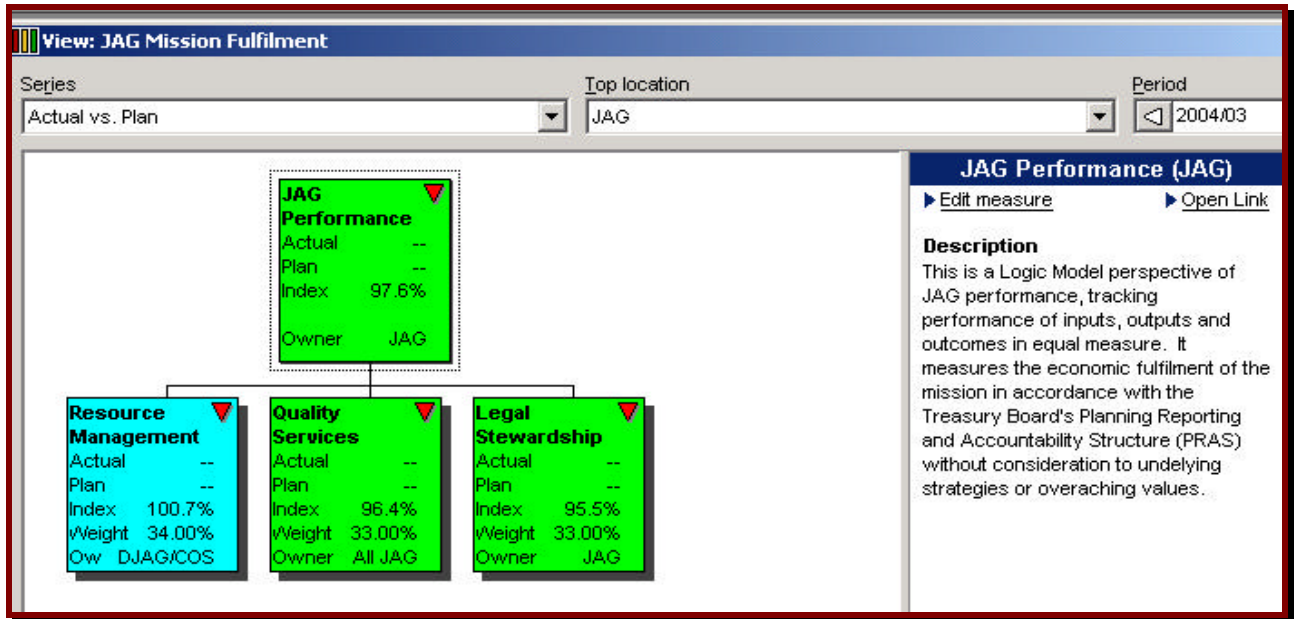 View: JAG Mission Fulfilment
Series
Top location
Period
Actual vs. Plan
JAG
2004/03
JAG
Performance
Actual --
Plan --
Index 97.6%
Owner JAG
Resource
Management
Actual --
Plan --
Index 100.7%
Weight 34.00%
Ow DJAG/COS
Quality
Services
Actual --
Plan --
Index 96.4%
Weight 33.00%
Owner All JAG
Legal
Stewardship
Actual --
Plan --
Index 95.5%
Weight 33.00%
Owner JAG
JAG Performance (JAG)
Edit measure
Open Link
Description
This is a Logic Model perspective of
JAG performance, tracking
performance of inputs, outputs and
outcomes in equal measure. It
measures the economic fulfilment of the
mission in accordance with the
Treasury Board's Planning Reporting
and Accountability Structure (PRAS)
without consideration to undelying
strategies or overaching values.